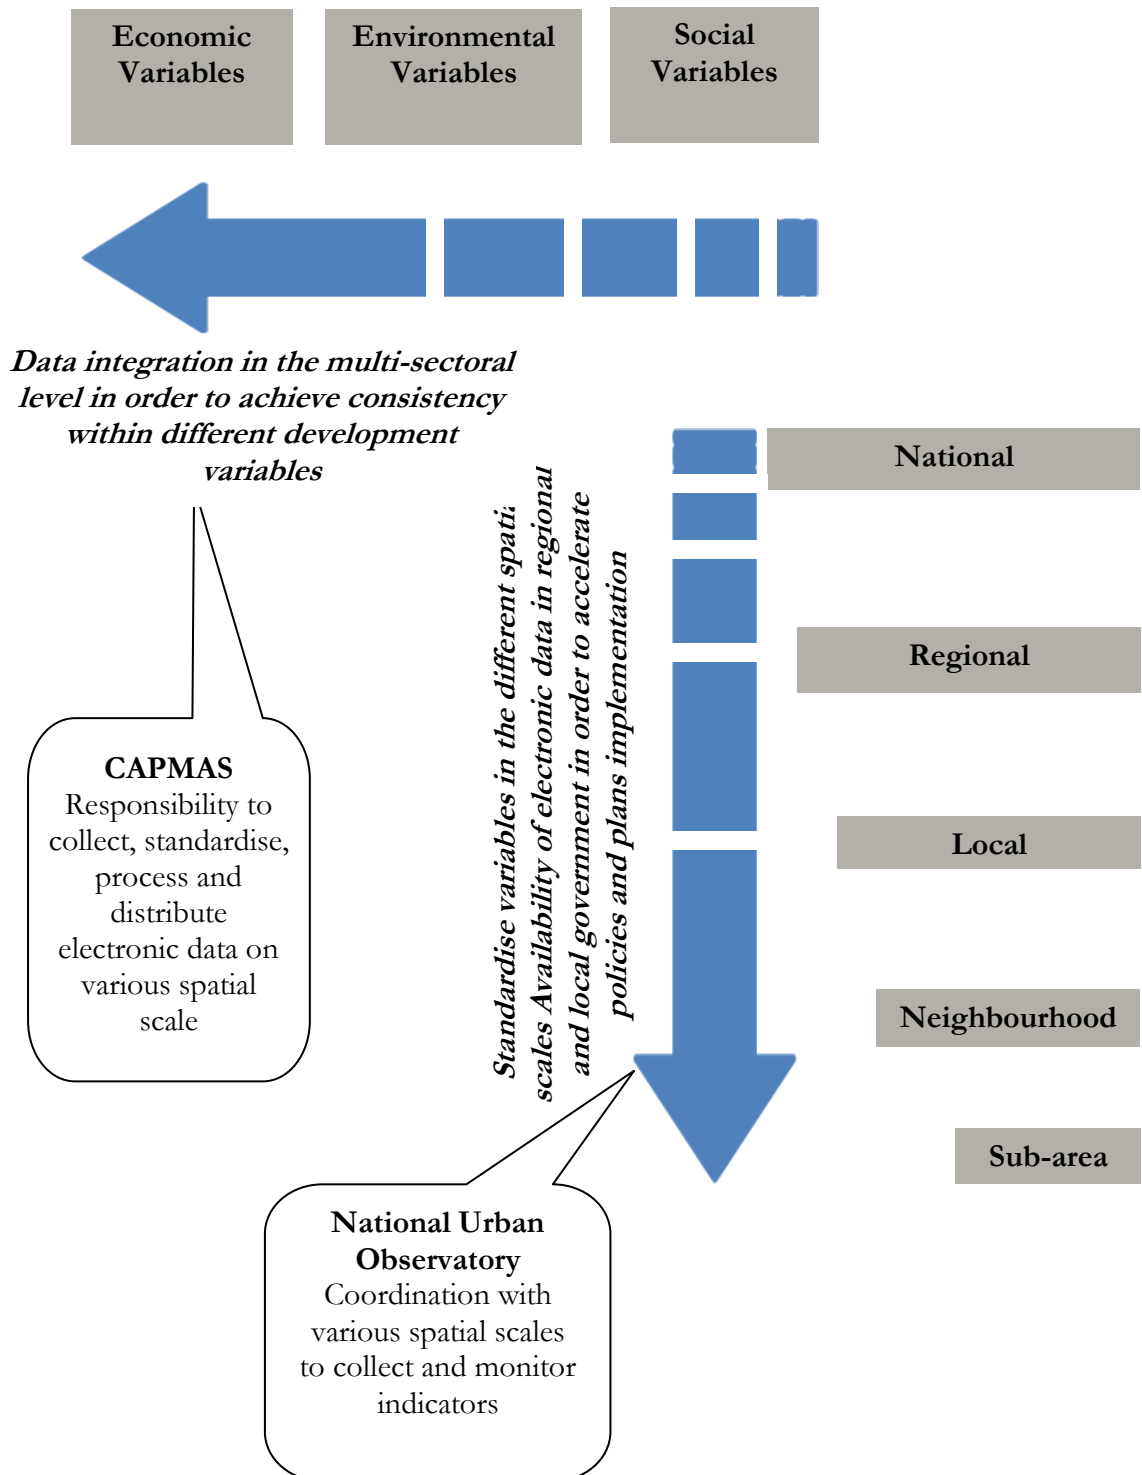 Economic
Variables
Environmental
Variables
Social
Variables
Data integration in the multi-sectoral
level in order to achieve consistency
within different development
variables
National
Regional
Local
Neighbourhood
Sub-area
Standardise variables in the different
scales Availability of electronic data in regional
and local government in order to accelerate
policies and plans implementation
CAPMAS
Responsibility to
collect, standardise,
process and
distribute
electronic data on
various spatial
scale
National Urban
Observatory
Coordination with
various spatial scales
to collect and monitor
indicators